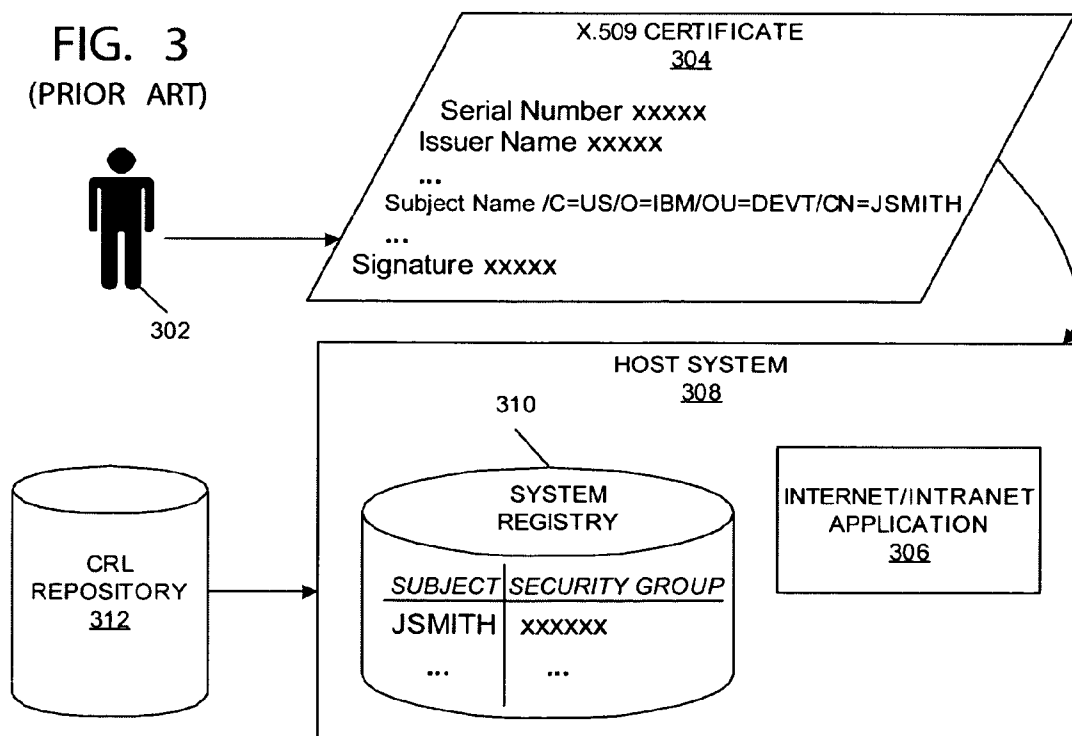 FIG. 3
(PRIOR ART)
X.509 CERTIFICATE
304
Serial Number xxxxx
Issuer Name xxxxx
...
Subject Name /C=US/O=IBM/OU=DEVT/CN=JSMITH
...
Signature xxxxx
302
HOST SYSTEM
308
310
SYSTEM
REGISTRY
SUBJECT SECURITY GROUP
JSMITH xxxxxx
... ...
INTERNET/INTRANET
APPLICATION
306
CRL
REPOSITORY
312